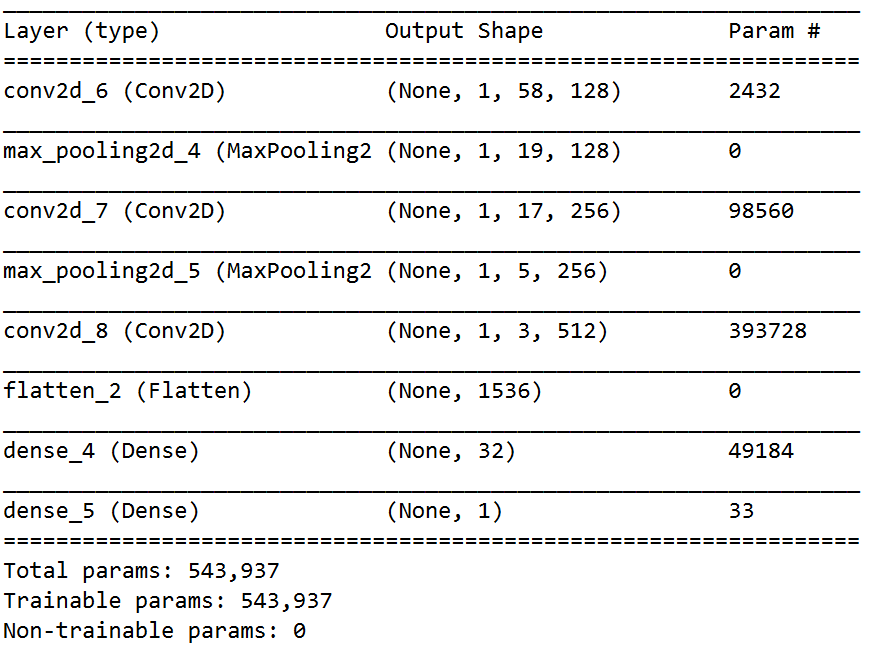 Layer (type)                 Output Shape              Param #
=================================================================
conv2d_6 (Conv2D)            (None, 1, 58, 128)        2432
_________________________________________________________________
max_pooling2d_4 (MaxPooling2 (None, 1, 19, 128)        0
_________________________________________________________________
conv2d_7 (Conv2D)            (None, 1, 17, 256)        98560
_________________________________________________________________
max_pooling2d_5 (MaxPooling2 (None, 1, 5, 256)         0
_________________________________________________________________
conv2d_8 (Conv2D)            (None, 1, 3, 512)         393728
_________________________________________________________________
flatten_2 (Flatten)          (None, 1536)              0
_________________________________________________________________
dense_4 (Dense)              (None, 32)                49184
_________________________________________________________________
dense_5 (Dense)              (None, 1)                 33
=================================================================
Total params: 543,937
Trainable params: 543,937
Non-trainable params: 0